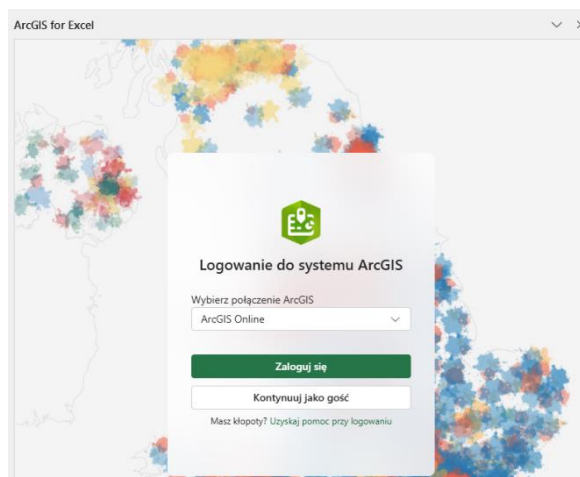 ArcGIS for Excel
Logowanie do systemu ArcGIS
Wybierz połączenie ArcGIS
ArcGIS Online
Zaloguj się
Kontynuuj jako gość
Masz kłopoty? Uzyskaj pomoc przy logowaniu